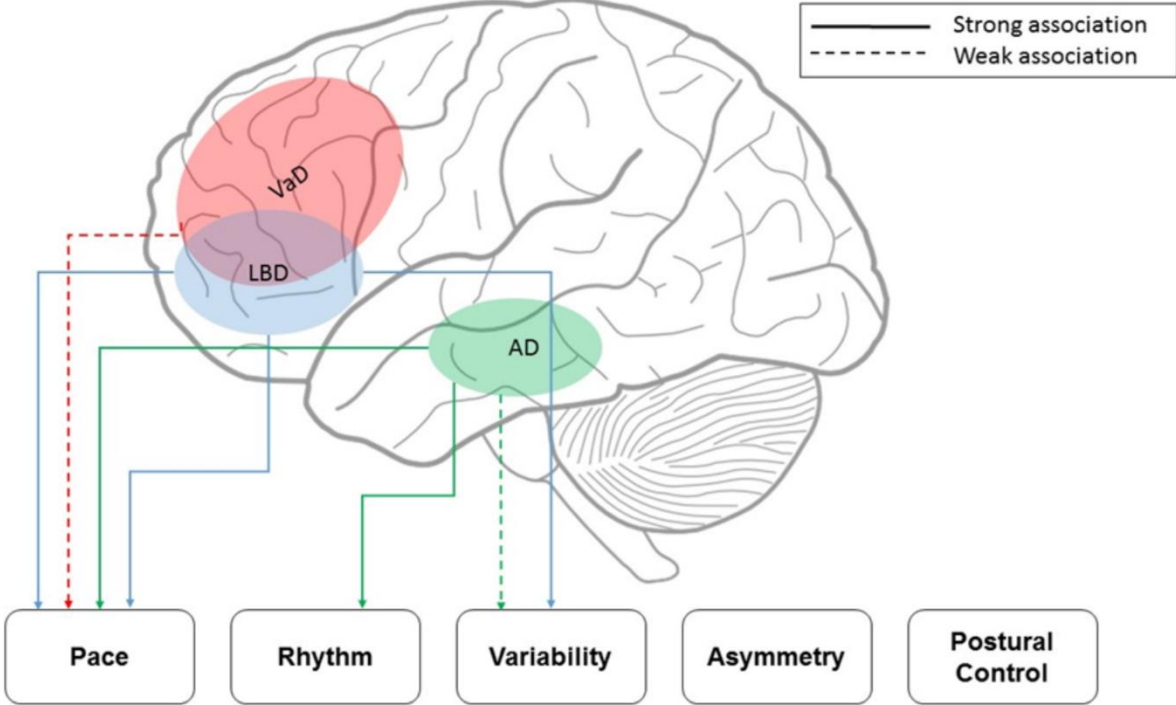 Strong association
Weak association
VaD
LBD
AD
Pace
Rhythm
Variability
Asymmetry
Postural
Control